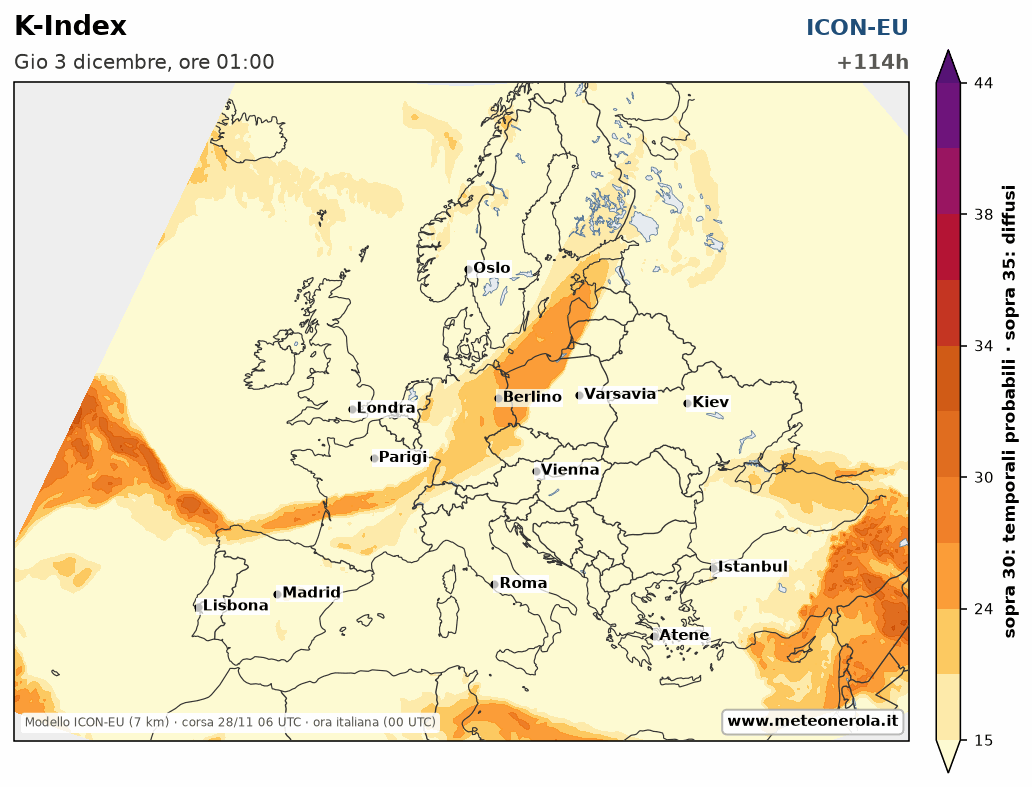 K-Index
ICON-EU
Gio 3 dicembre, ore 01:00
+114h
44
38
34
30
24
15
sopra 30: temporali probabili · sopra 35: diffusi
Oslo
Berlino
Varsavia
Kiev
Londra
Parigi
Vienna
Istanbul
Roma
Madrid
Lisbona
Atene
Modello ICON-EU (7 km) · corsa 28/11 06 UTC · ora italiana (00 UTC)
www.meteonerola.it